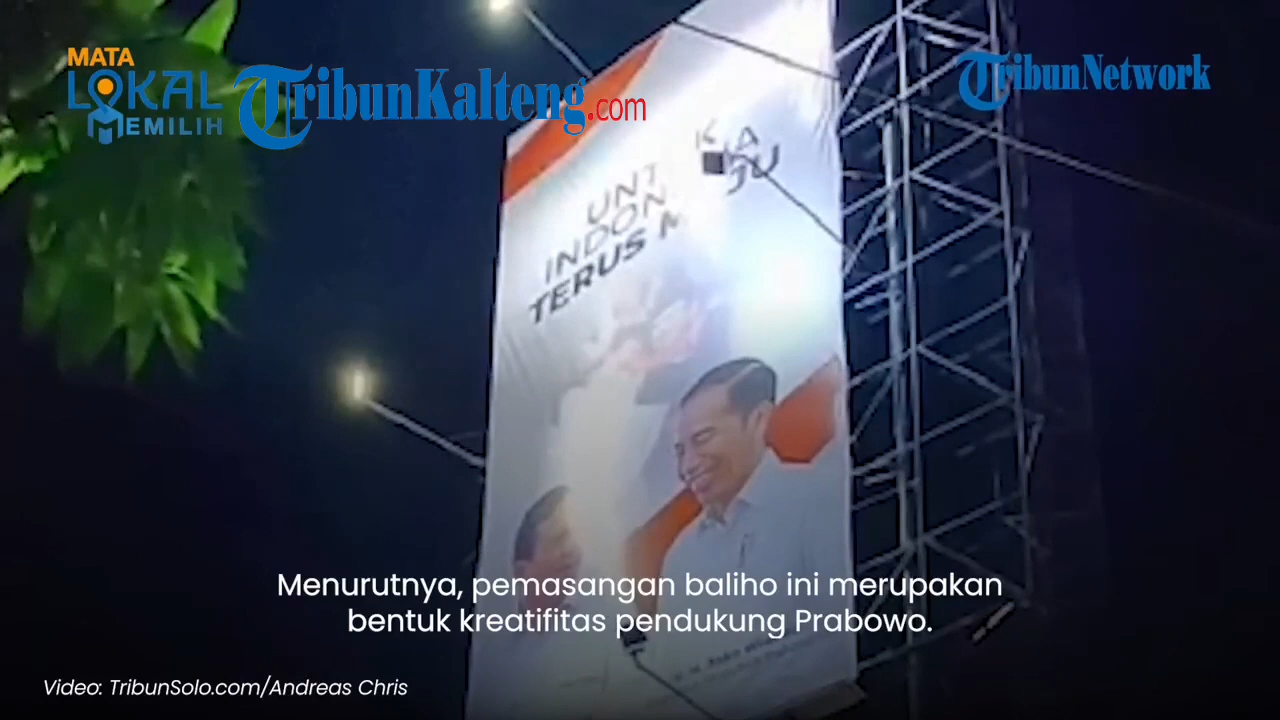 MATA
LOKAL
MEMILIH
TribunKalteng.com
TribunNetwork
TERUS
Menurutnya, pemasangan baliho ini merupakan
bentuk kreatifitas pendukung Prabowo.
Video: TribunSolo.com/Andreas Chris